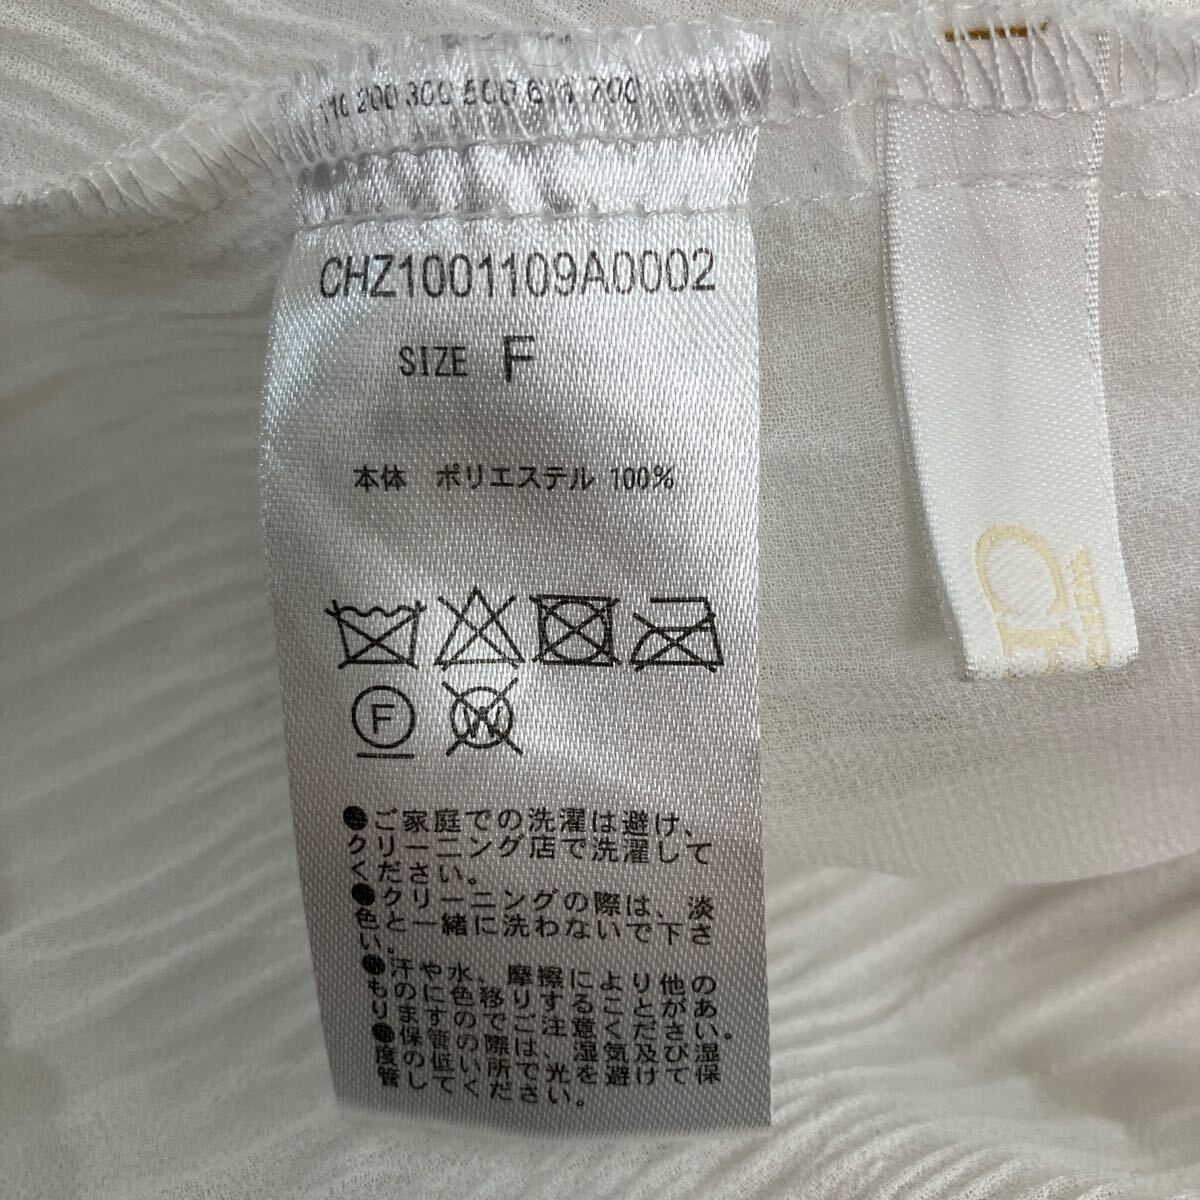 CHZ1001109A0002
SIZE F
本体 ポリエステル 100%
F
W
●ご家庭での洗濯は避け、
クリーニング店で洗濯して
ください。
●クリーニングの際は、淡
色と一緒に洗わないで下さ
い。
●汗や水、摩擦により他の
ものに色移りすることがあ
りますのでご注意ください。
●保管の際は、湿気及び湿
度の低い所で光を避けて保
管してください。